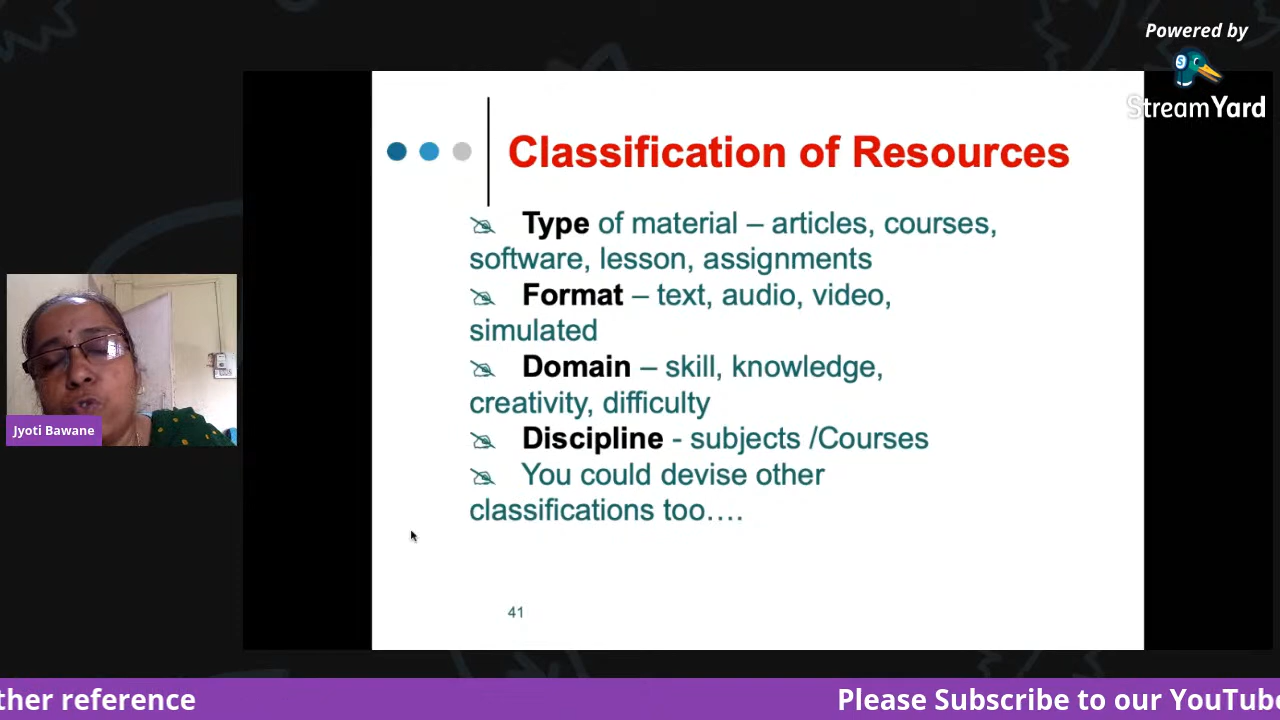 Powered by
StreamYard
Classification of Resources
Type of material – articles, courses,
software, lesson, assignments
Format – text, audio, video,
simulated
Domain – skill, knowledge,
creativity, difficulty
Discipline - subjects /Courses
You could devise other
classifications too….
41
Jyoti Bawane
ther reference
Please Subscribe to our YouTube